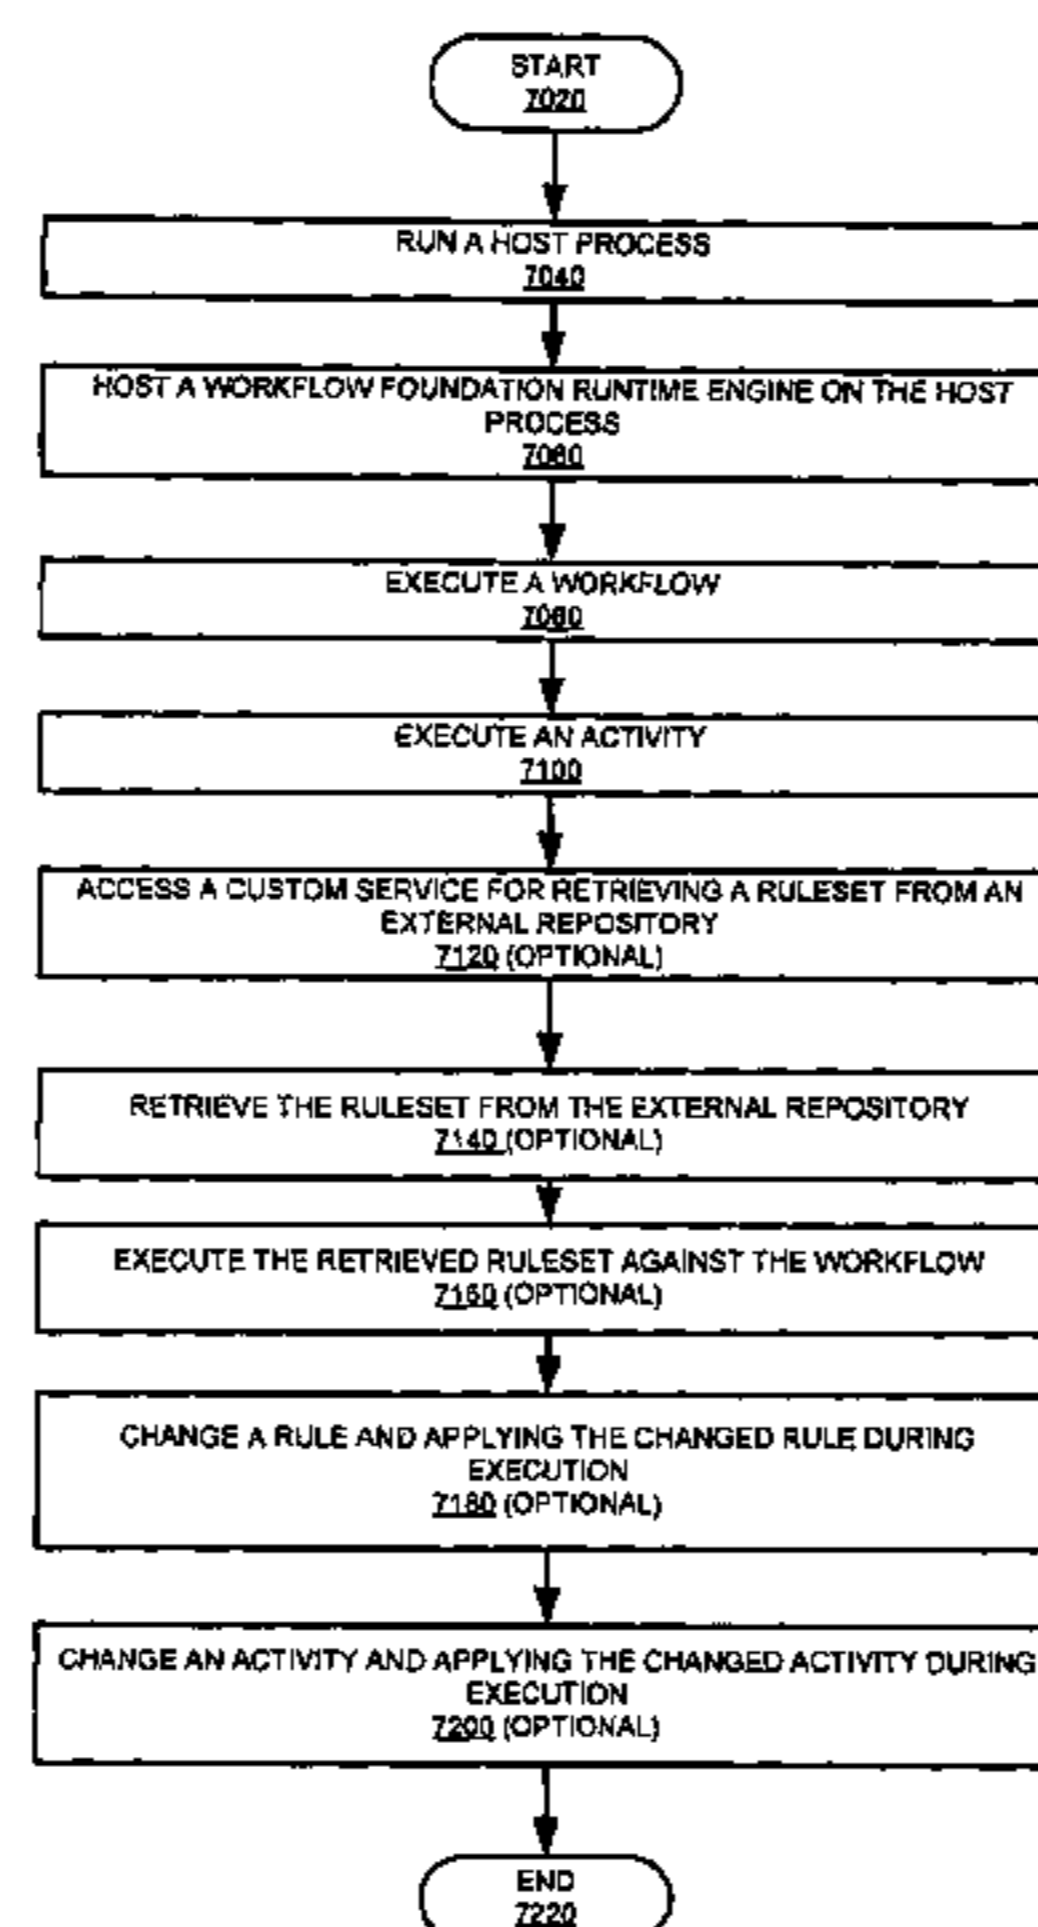 START
7020
RUN A HOST PROCESS
7040
HOST A WORKFLOW FOUNDATION RUNTIME ENGINE ON THE HOST
PROCESS
7060
EXECUTE A WORKFLOW
7080
EXECUTE AN ACTIVITY
7100
ACCESS A CUSTOM SERVICE FOR RETRIEVING A RULESET FROM AN
EXTERNAL REPOSITORY
7120 (OPTIONAL)
RETRIEVE THE RULESET FROM THE EXTERNAL REPOSITORY
7140 (OPTIONAL)
EXECUTE THE RETRIEVED RULESET AGAINST THE WORKFLOW
7160 (OPTIONAL)
CHANGE A RULE AND APPLYING THE CHANGED RULE DURING
EXECUTION
7180 (OPTIONAL)
CHANGE AN ACTIVITY AND APPLYING THE CHANGED ACTIVITY DURING
EXECUTION
7200 (OPTIONAL)
END
7220